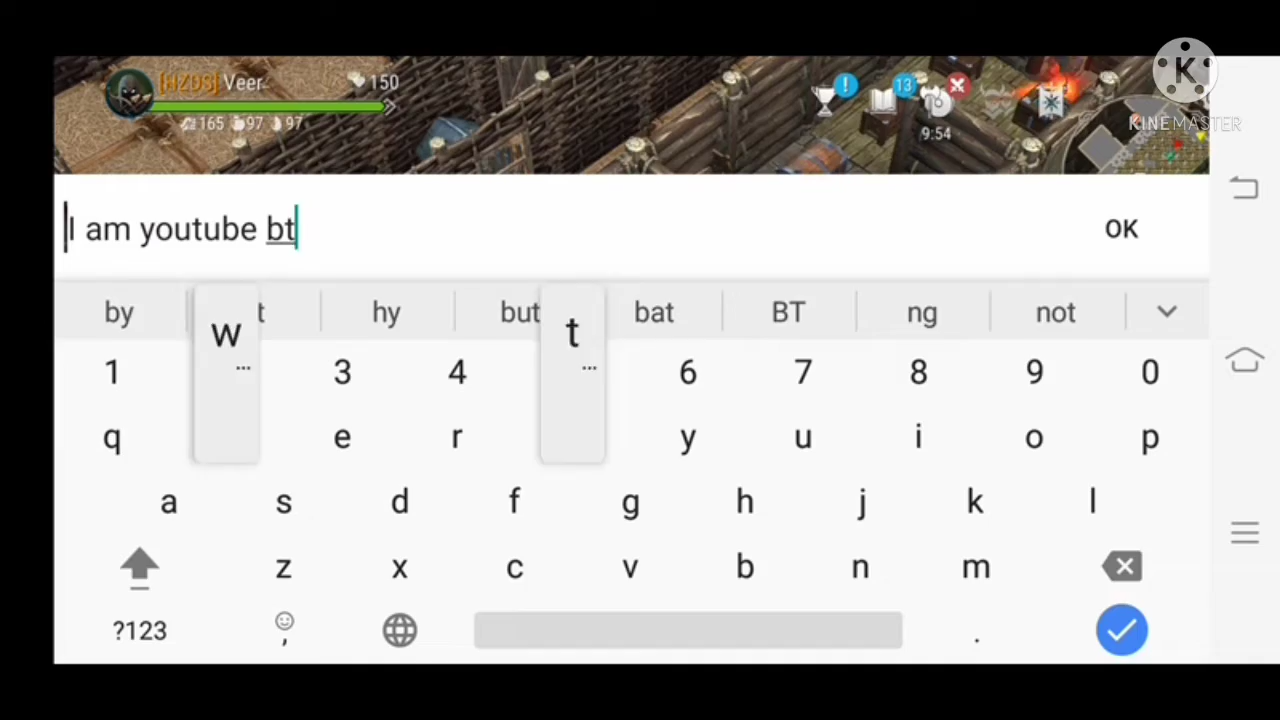 [HZDS] Veer
150
165 97 97
!
13
9:54
K
KINEMASTER
I am youtube bt
OK
by t hy but bat BT ng not
w t
1 3 4 6 7 8 9 0
q e r y u i o p
a s d f g h j k l
z x c v b n m
?123 , .